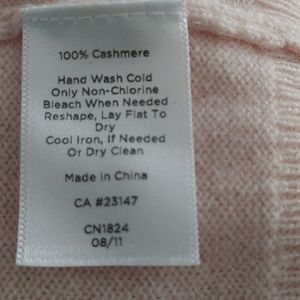 100% Cashmere
Hand Wash Cold
Only Non-Chlorine
Bleach When Needed
Reshape, Lay Flat To
Dry
Cool Iron, If Needed
Or Dry Clean
Made in China
CA #23147
CN1824
08/11